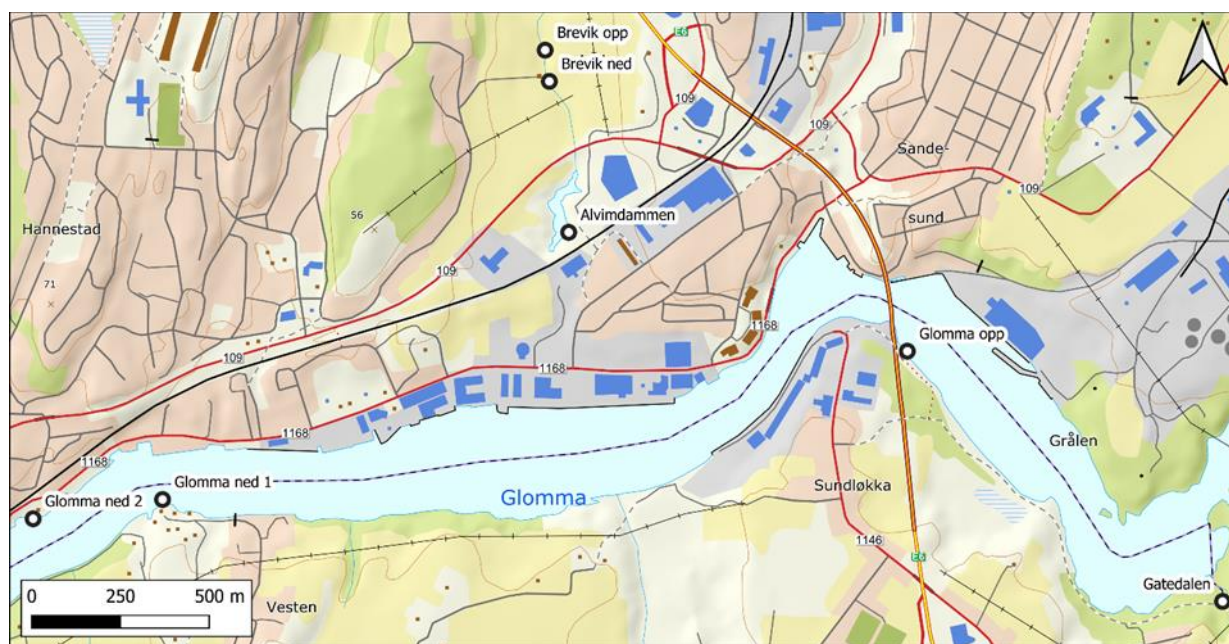 Brevik opp
E6
Brevik ned
109
109
Sande-
109
sund
Alvimdammen
56
Hannestad
109
71
1168
Glomma opp
109
1168
1168
Grålen
1168
Glomma ned 1
Sundløkka
Glomma ned 2
Glomma
1146
E6
Gatedalen
0 250 500 m
Vesten